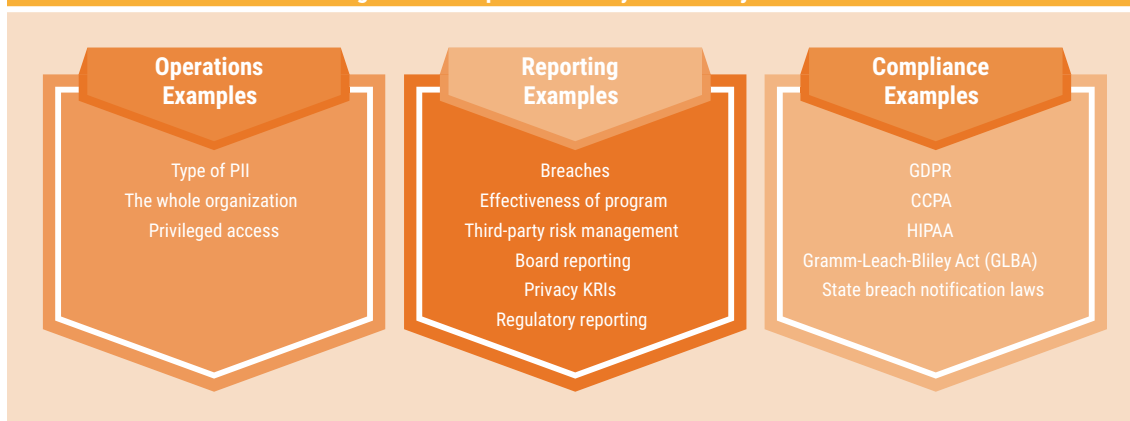 Operations
Examples
Type of PII
The whole organization
Privileged access
Reporting
Examples
Breaches
Effectiveness of program
Third-party risk management
Board reporting
Privacy KRIs
Regulatory reporting
Compliance
Examples
GDPR
CCPA
HIPAA
Gramm-Leach-Bliley Act (GLBA)
State breach notification laws